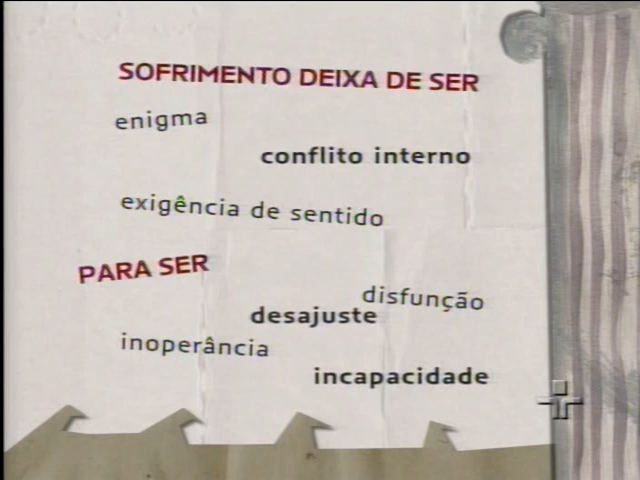 SOFRIMENTO DEIXA DE SER
enigma
conflito interno
exigência de sentido
PARA SER
disfunção
desajuste
inoperância
incapacidade